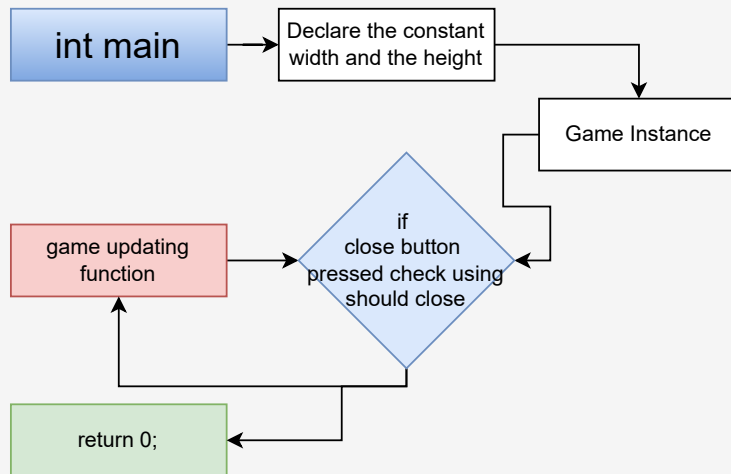 int main
Declare the constant
width and the height
Game Instance
if
close button
pressed check using
should close
game updating
function
return 0;